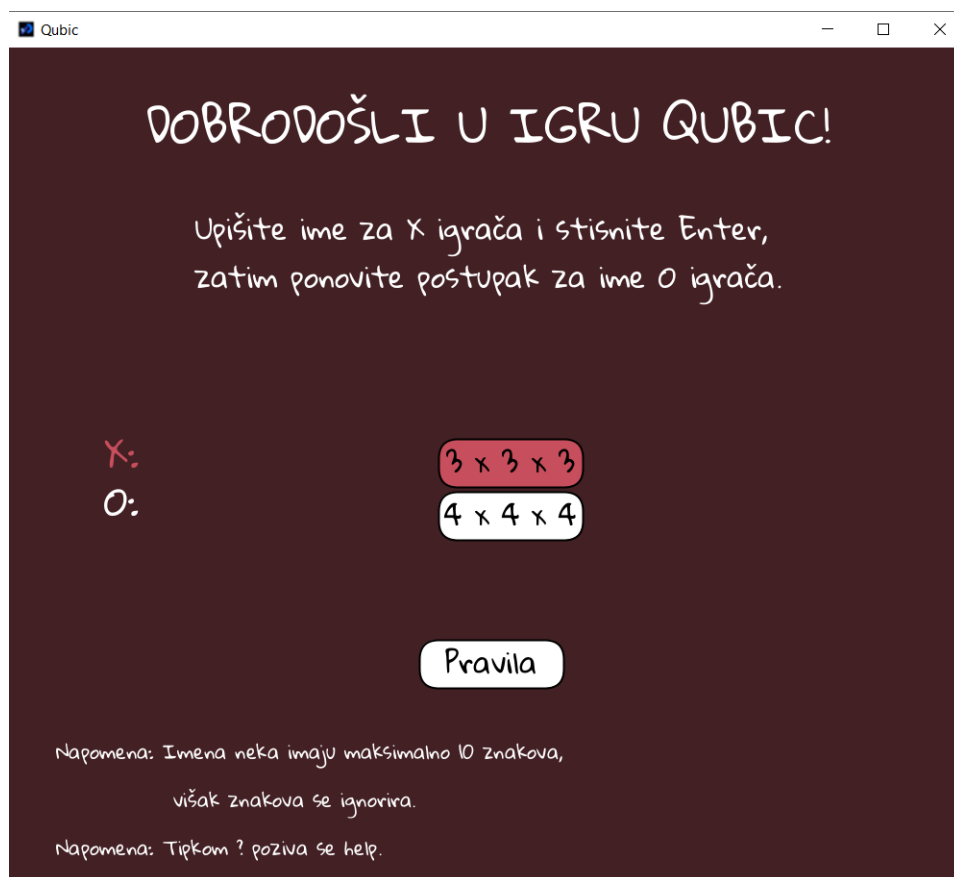 Qubic
DOBRODOŠLI U IGRU QUBIC!
Upišite ime za X igrača i stisnite Enter,
zatim ponovite postupak za ime O igrača.
X:
3 x 3 x 3
O:
4 x 4 x 4
Pravila
Napomena: Imena neka imaju maksimalno 10 znakova,
višak znakova se ignorira.
Napomena: Tipkom ? poziva se help.